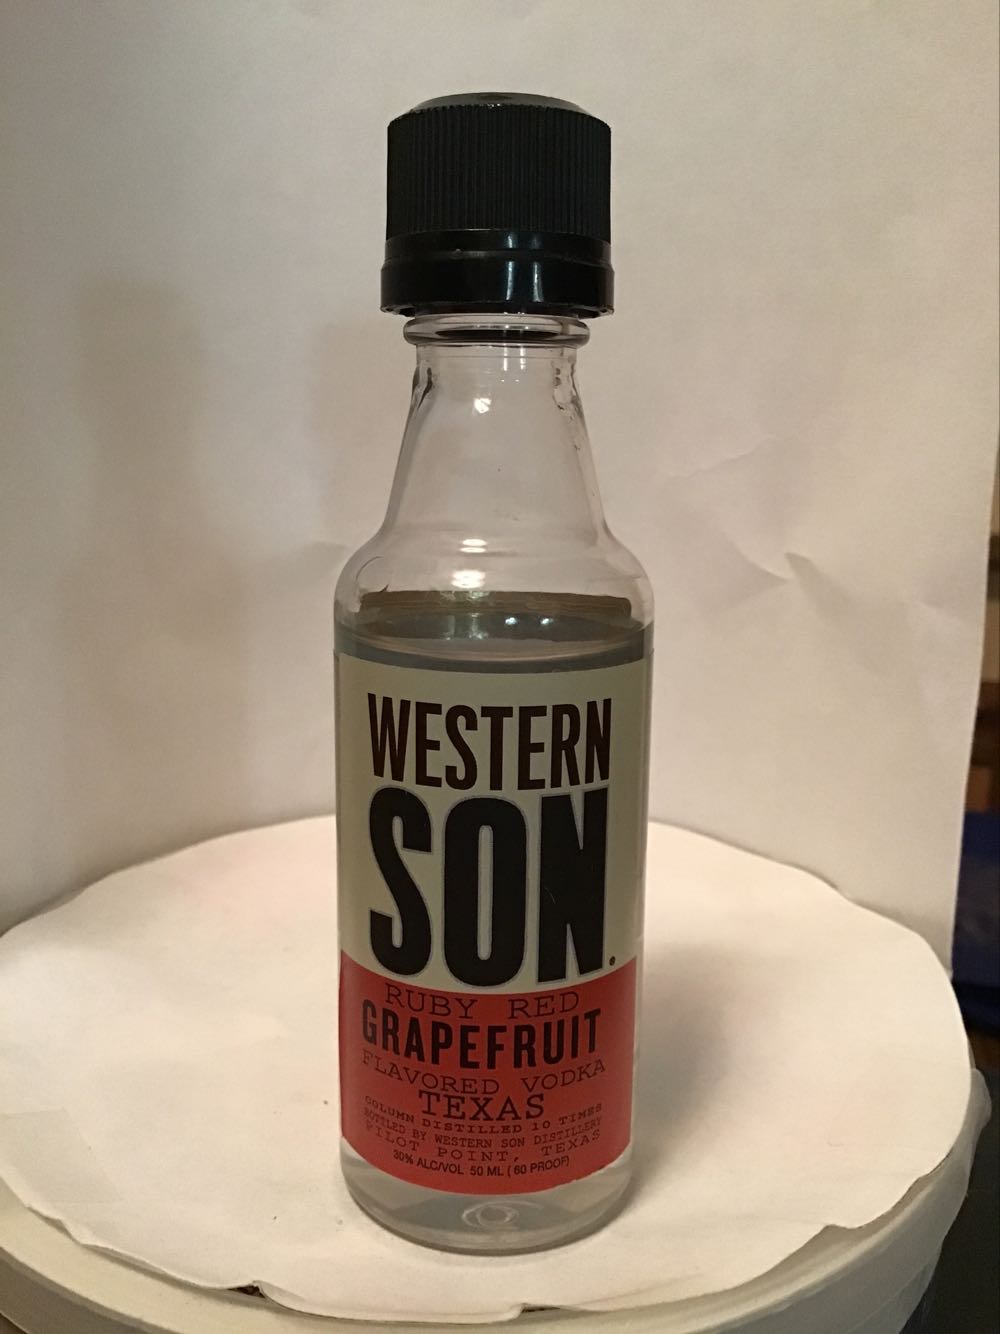 WESTERN
SON.
RUBY RED
GRAPEFRUIT
FLAVORED VODKA
TEXAS
COLUMN DISTILLED 10 TIMES
BOTTLED BY WESTERN SON DISTILLERY
PILOT POINT, TEXAS
30% ALC/VOL 50 ML (60 PROOF)